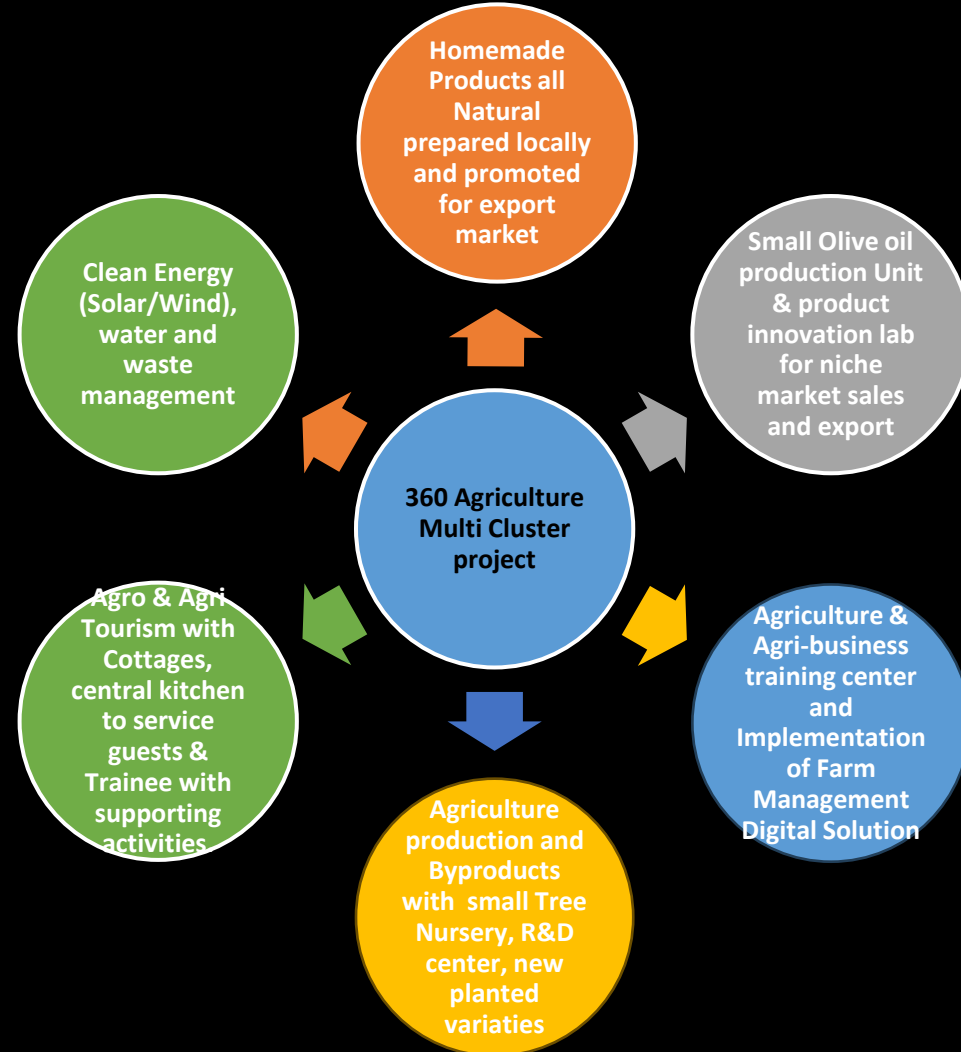 Homemade
Products all
Natural
prepared locally
and promoted
for export
market
Small Olive oil
production Unit
& product
innovation lab
for niche
market sales
and export
Clean Energy
(Solar/Wind),
water and
waste
management
360 Agriculture
Multi Cluster
project
Agriculture &
Agri-business
training center
and
Implementation
of Farm
Management
Digital Solution
Agro & Agri
Tourism with
Cottages,
central kitchen
to service
guests &
Trainee with
supporting
activities.
Agriculture
production and
Byproducts
with small Tree
Nursery, R&D
center, new
planted
variaties